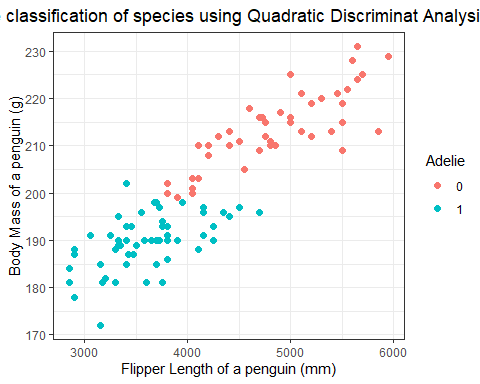 classification of species using Quadratic Discriminat Analysi
230
220
210
200
190
180
170
Body Mass of a penguin (g)
3000 4000 5000 6000
Flipper Length of a penguin (mm)
Adelie
0
1